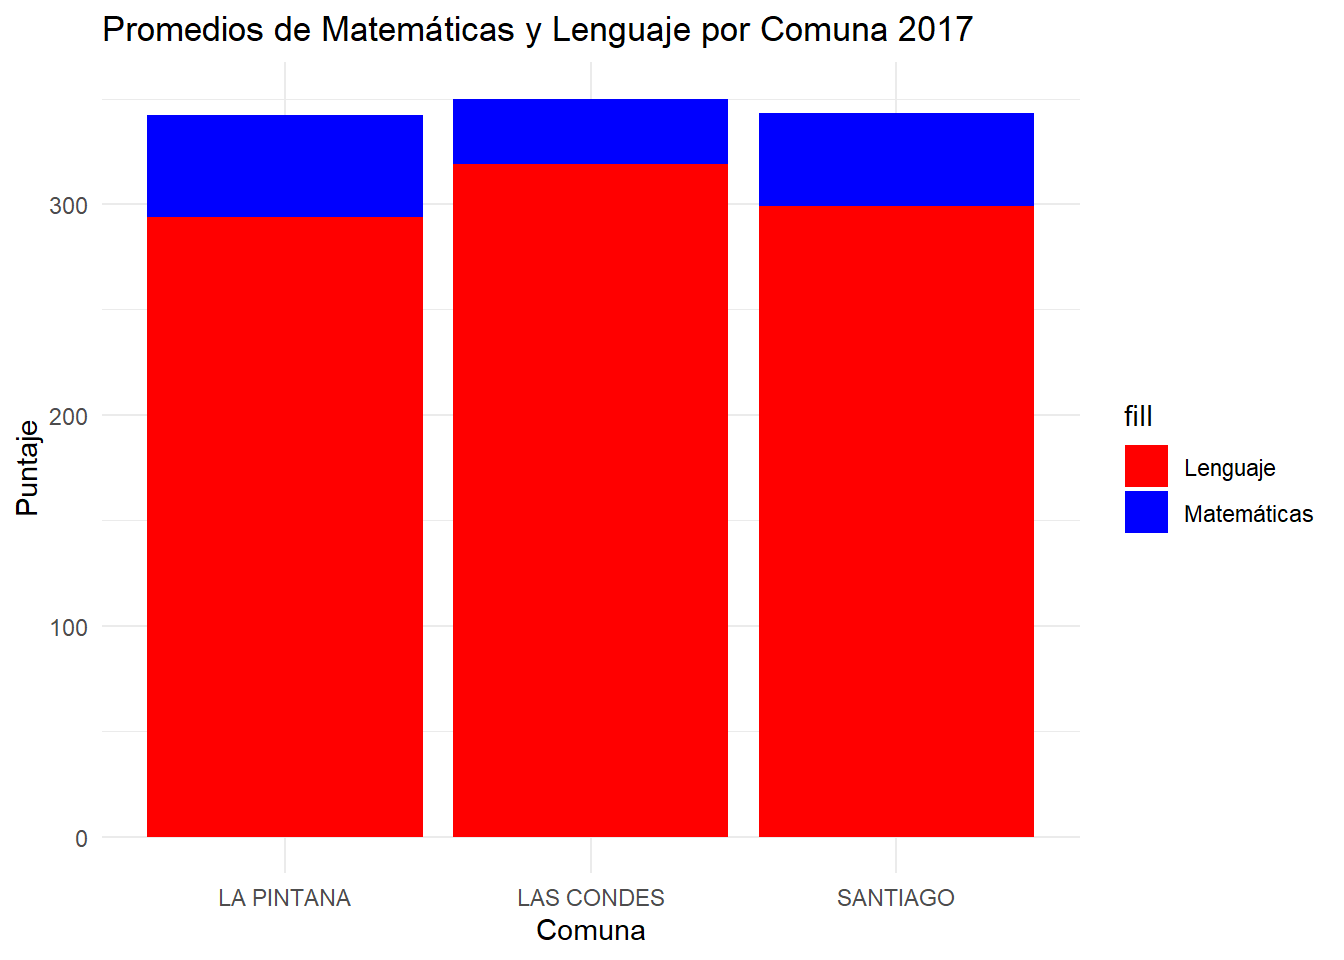 Promedios de Matemáticas y Lenguaje por Comuna 2017
Puntaje
300
200
100
0
LA PINTANA
LAS CONDES
SANTIAGO
Comuna
fill
Lenguaje
Matemáticas